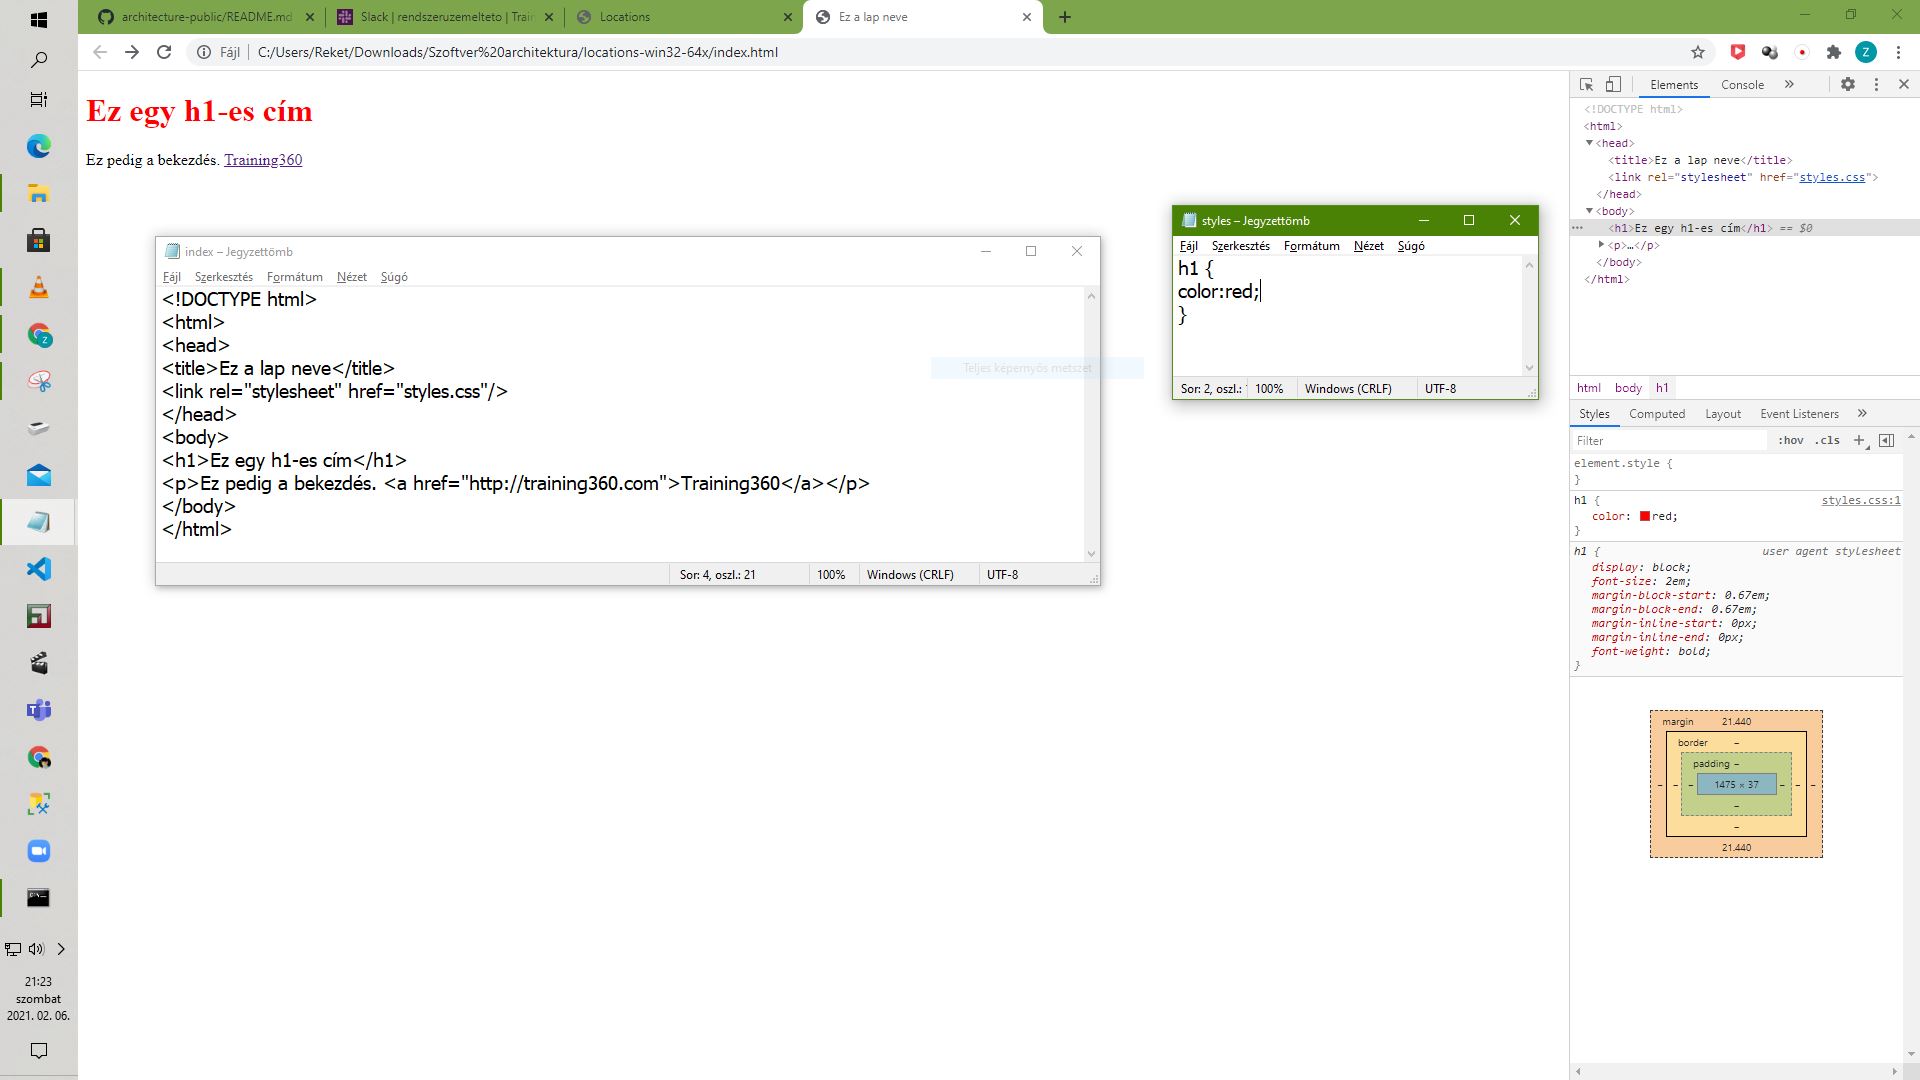 architecture-public/README.md
Slack | rendszeruzemelteto | Train
Locations
Ez a lap neve
Fájl
C:/Users/Reket/Downloads/Szoftver%20architektura/locations-win32-64x/index.html
Z
Ez egy h1-es cím
Ez pedig a bekezdés. Training360
index – Jegyzettömb
Fájl Szerkesztés Formátum Nézet Súgó
<!DOCTYPE html>
<html>
<head>
<title>Ez a lap neve</title>
<link rel="stylesheet" href="styles.css"/>
</head>
<body>
<h1>Ez egy h1-es cím</h1>
<p>Ez pedig a bekezdés. <a href="http://training360.com">Training360</a></p>
</body>
</html>
Sor: 4, oszl.: 21 100% Windows (CRLF) UTF-8
Teljes képernyős metszet
styles – Jegyzettömb
Fájl Szerkesztés Formátum Nézet Súgó
h1 {
color:red;
}
Sor: 2, oszl.: 100% Windows (CRLF) UTF-8
Elements Console »
<!DOCTYPE html>
<html>
<head>
<title>Ez a lap neve</title>
<link rel="stylesheet" href="styles.css">
</head>
<body>
<h1>Ez egy h1-es cím</h1> == $0
<p>…</p>
</body>
</html>
html body h1
Styles Computed Layout Event Listeners »
Filter :hov .cls +
element.style {
}
h1 { styles.css:1
color: red;
}
h1 { user agent stylesheet
display: block;
font-size: 2em;
margin-block-start: 0.67em;
margin-block-end: 0.67em;
margin-inline-start: 0px;
margin-inline-end: 0px;
font-weight: bold;
}
margin 21.440
border –
padding –
– – – 1475 × 37 – – –
–
–
21.440
21:23
szombat
2021. 02. 06.